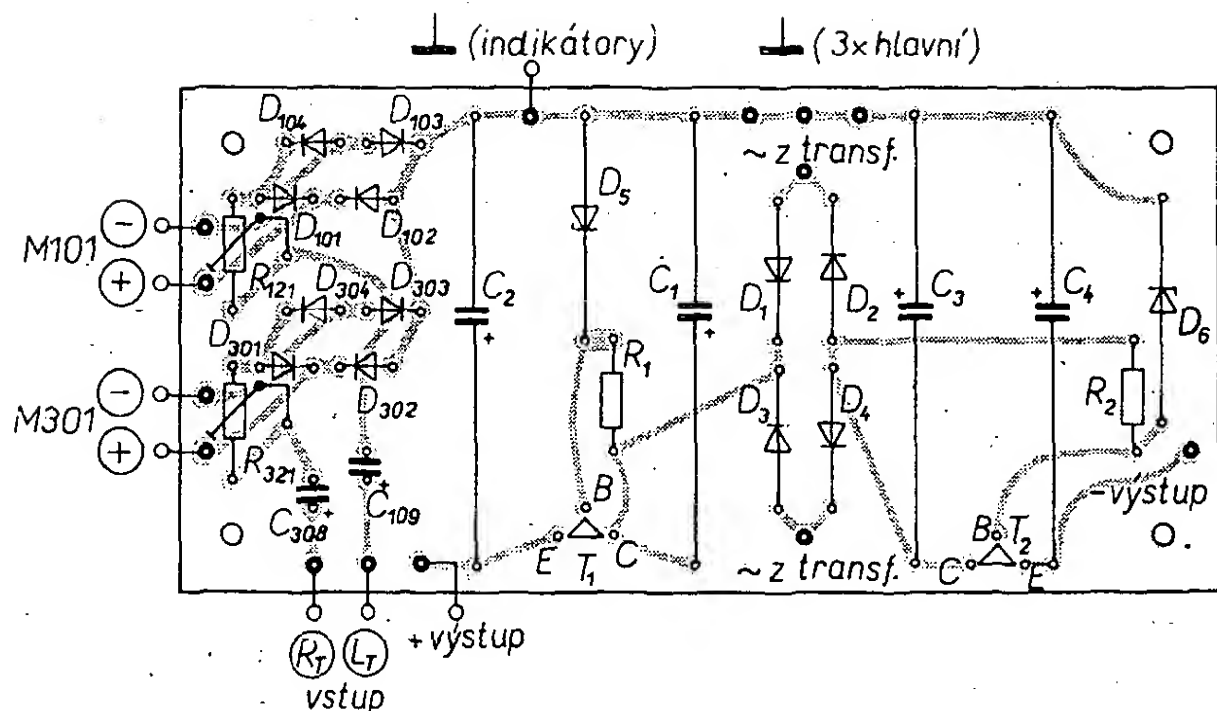 (indikátory)
(3×hlavní)
D104
D103
~ z transf.
D5
M101
−
+
D101
D102
R121
D304
D303
C2
C1
D1
D2
C3
C4
D6
D301
R1
M301
−
+
D302
D3
D4
R2
R321
C308
C109
B
E
T1
C
−výstup
B
T2
C
E
~ z transf.
RT
LT
+výstup
vstup
+
+
+
+
+
+